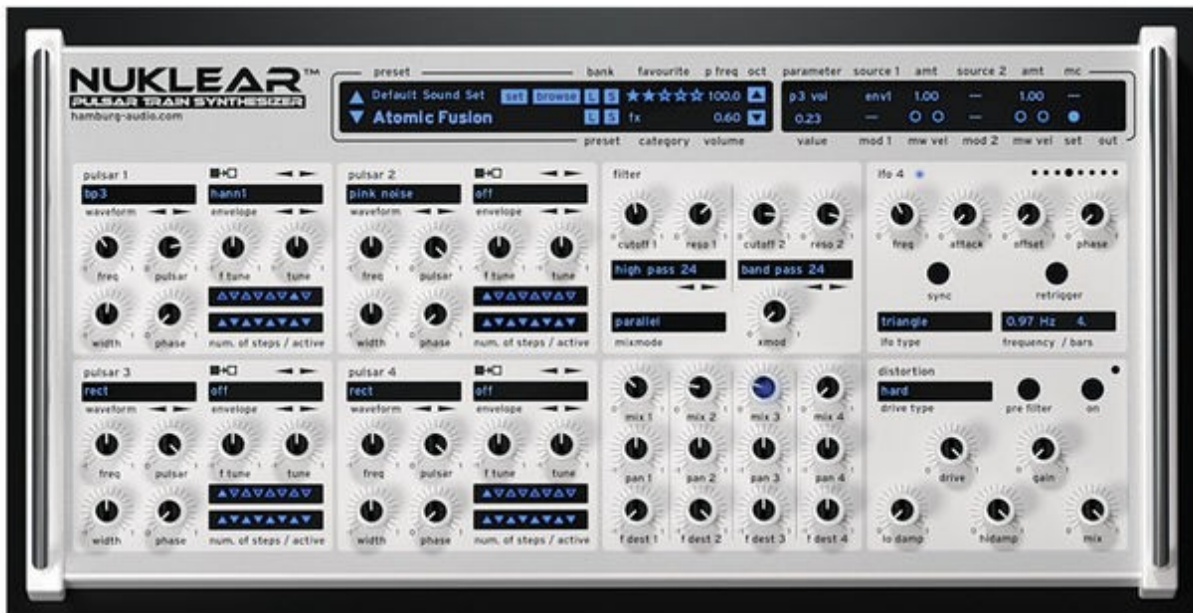 NUKLEAR™
PULSAR TRAIN SYNTHESIZER
hamburg-audio.com
preset bank favourite p freq oct
Default Sound Set set browse L S 100.0
Atomic Fusion L S fx 0.60
preset category volume
parameter source 1 amt source 2 amt mc
p3 vol env1 1.00 --- 1.00 ---
0.23 --- ---
value mod 1 mw vel mod 2 mw vel set out
pulsar 1
bp3 hann1
waveform envelope
0 freq 1 0 pulsar 1 - f tune 1 - tune 1
0 width 1 0 phase 1 num. of steps / active
pulsar 2
pink noise off
waveform envelope
freq pulsar f tune tune
width phase num. of steps / active
filter
cutoff 1 reso 1 cutoff 2 reso 2
high pass 24 band pass 24
parallel
mixmode xmod
lfo 4
freq attack offset phase
sync retrigger
triangle 0.97 Hz 4.
lfo type frequency / bars
pulsar 3
rect off
waveform envelope
freq pulsar f tune tune
width phase num. of steps / active
pulsar 4
rect off
waveform envelope
freq pulsar f tune tune
width phase num. of steps / active
mix 1 mix 2 mix 3 mix 4
pan 1 pan 2 pan 3 pan 4
f dest 1 f dest 2 f dest 3 f dest 4
distortion
hard
drive type pre filter on
drive gain
lo damp hidamp mix